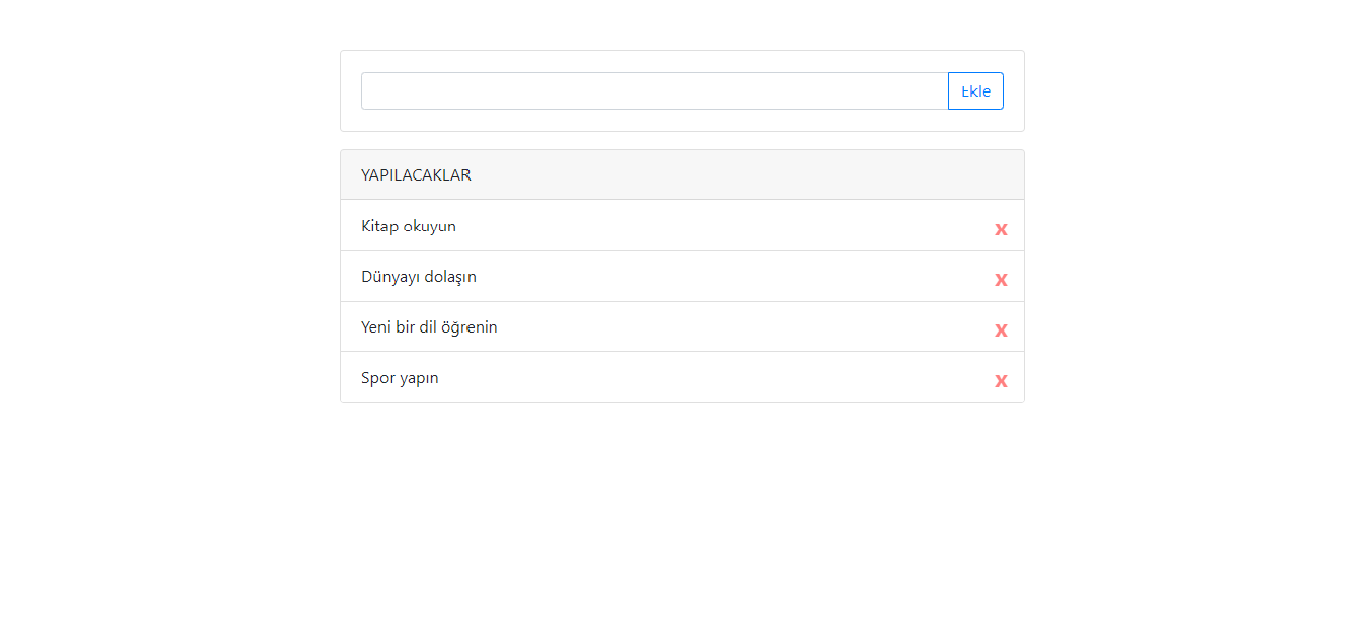 Ekle
YAPILACAKLAR
Kitap okuyun
x
Dünyayı dolaşın
x
Yeni bir dil öğrenin
x
Spor yapın
x